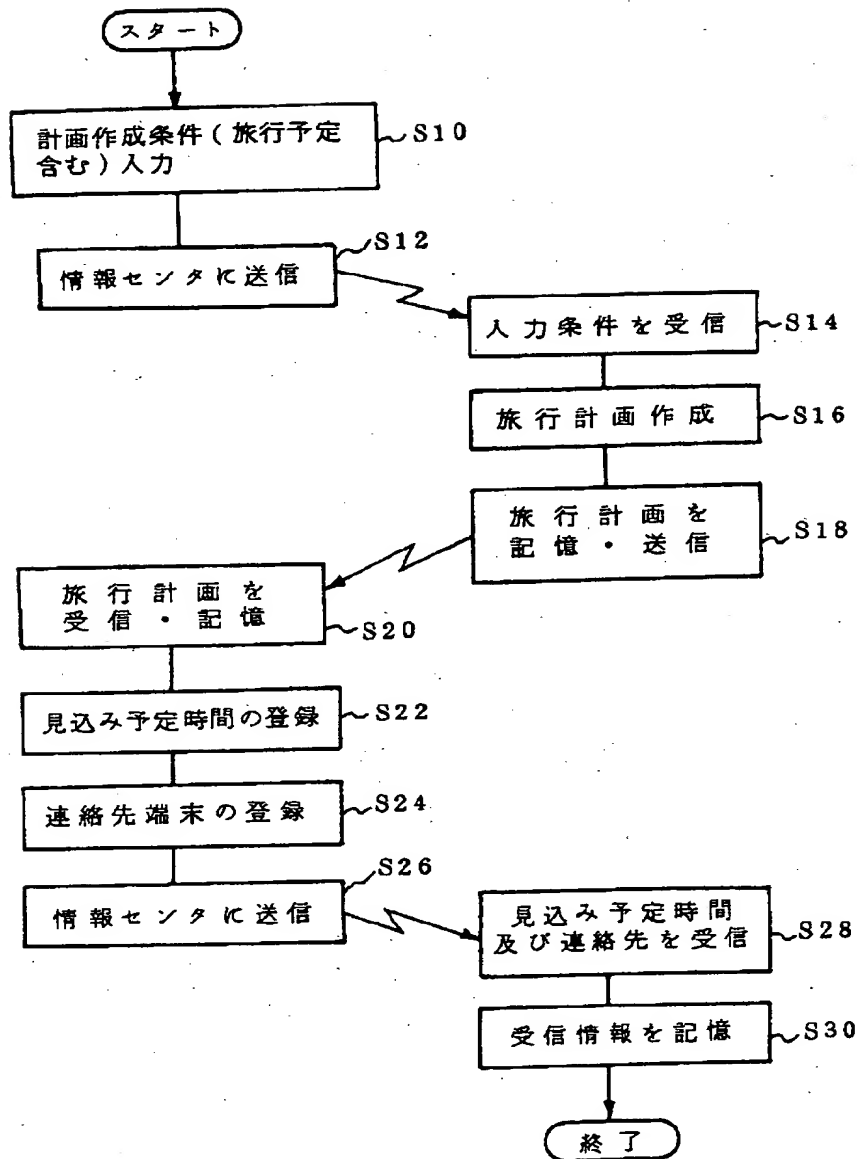 スタート
計画作成条件(旅行予定
含む)入力
S10
情報センタに送信
S12
入力条件を受信
S14
旅行計画作成
S16
旅行計画を
記憶・送信
S18
旅行計画を
受信・記憶
S20
見込み予定時間の登録
S22
連絡先端末の登録
S24
情報センタに送信
S26
見込み予定時間
及び連絡先を受信
S28
受信情報を記憶
S30
終了